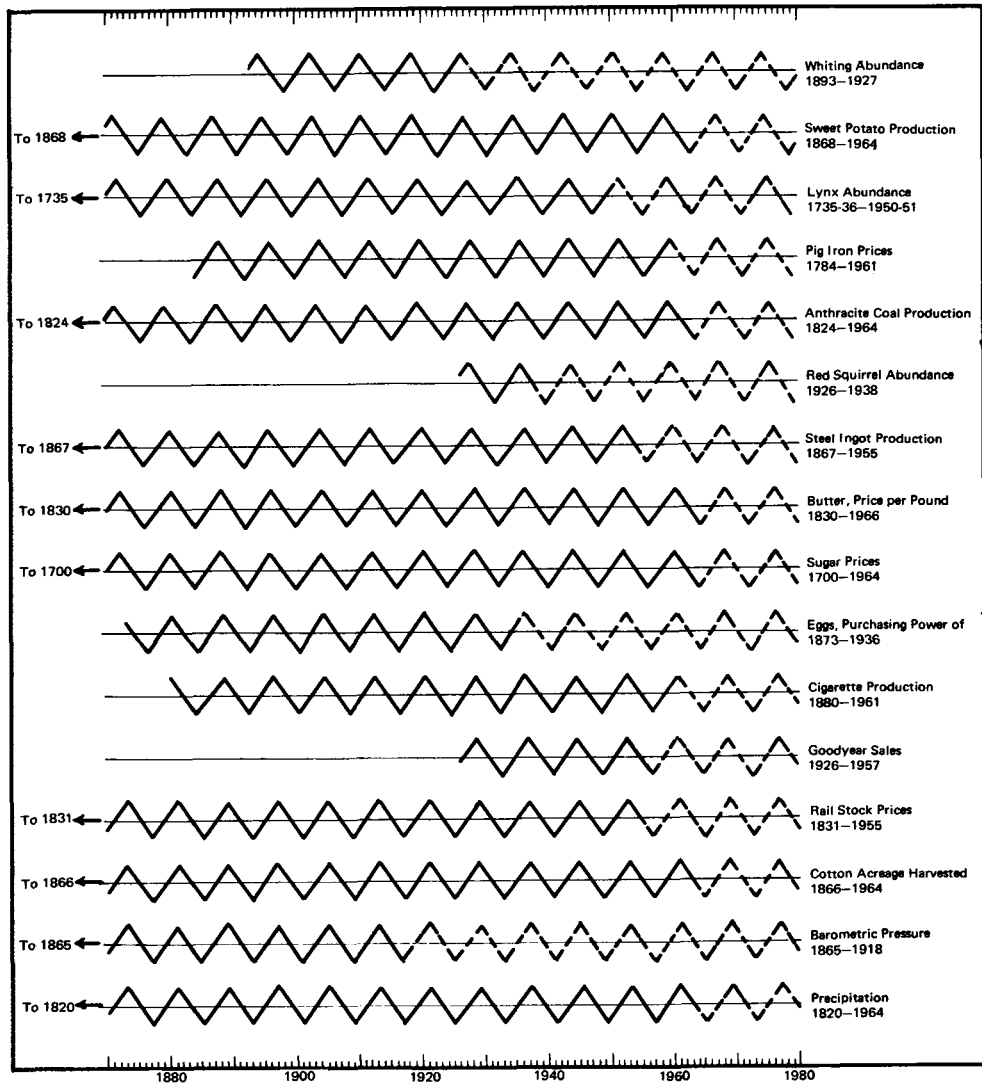 Whiting Abundance
1893–1927
To 1868
Sweet Potato Production
1868–1964
To 1735
Lynx Abundance
1735-36–1950-51
Pig Iron Prices
1784–1961
To 1824
Anthracite Coal Production
1824–1964
Red Squirrel Abundance
1926–1938
To 1867
Steel Ingot Production
1867–1955
To 1830
Butter, Price per Pound
1830–1966
To 1700
Sugar Prices
1700–1964
Eggs, Purchasing Power of
1873–1936
Cigarette Production
1880–1961
Goodyear Sales
1926–1957
To 1831
Rail Stock Prices
1831–1955
To 1866
Cotton Acreage Harvested
1866–1964
To 1865
Barometric Pressure
1865–1918
To 1820
Precipitation
1820–1964
1880 1900 1920 1940 1960 1980